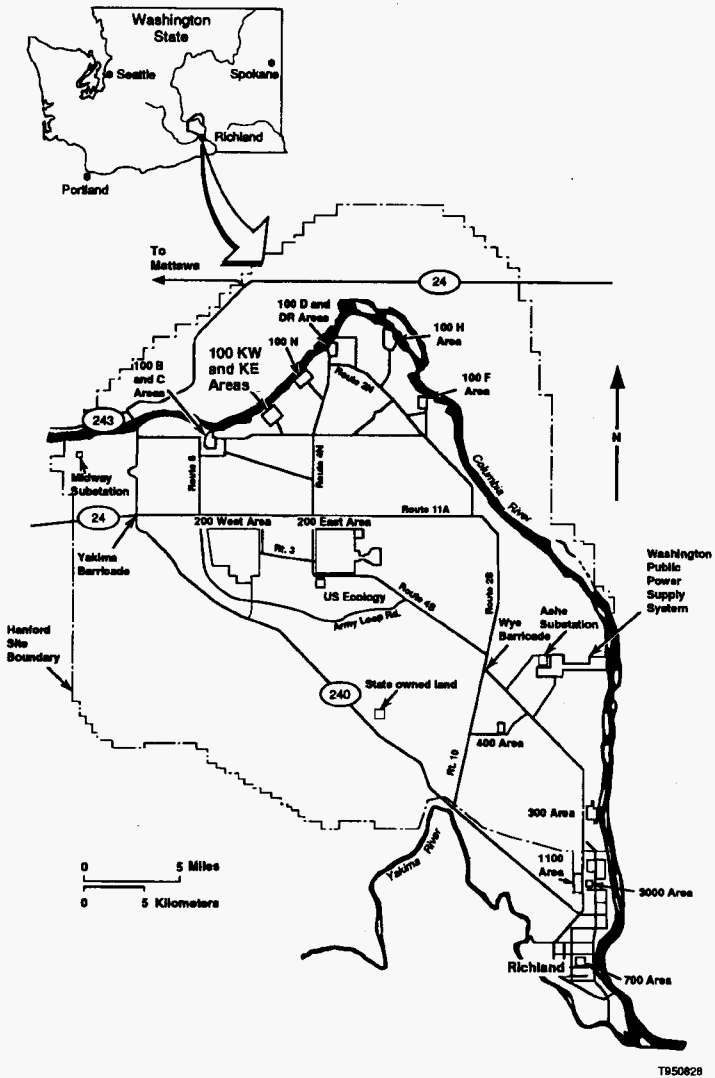 Washington
State
Seattle
Spokane
Richland
Portland
To
Mattawa
24
100 D and
DR Areas
100 H
Area
100 N
100 KW
and KE
Areas
100 B
and C
Areas
Route 2N
100 F
Area
243
N
Midway
Substation
Route 6
Route 4N
Columbia River
Route 11A
24
200 West Area
200 East Area
Yakima
Barricade
Rt. 3
US Ecology
Army Loop Rd.
Route 4S
Route 2S
Wye
Barricade
Ashe
Substation
Washington
Public
Power
Supply
System
Hanford
Site
Boundary
240
State owned land
400 Area
Rt. 10
300 Area
Yakima River
1100
Area
3000 Area
0 5 Miles
0 5 Kilometers
Richland
700 Area
T950828